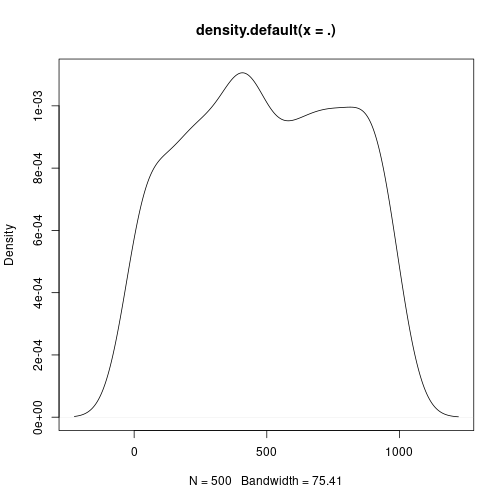 density.default(x = .)
Density
1e-03
8e-04
6e-04
4e-04
2e-04
0e+00
0 500 1000
N = 500 Bandwidth = 75.41